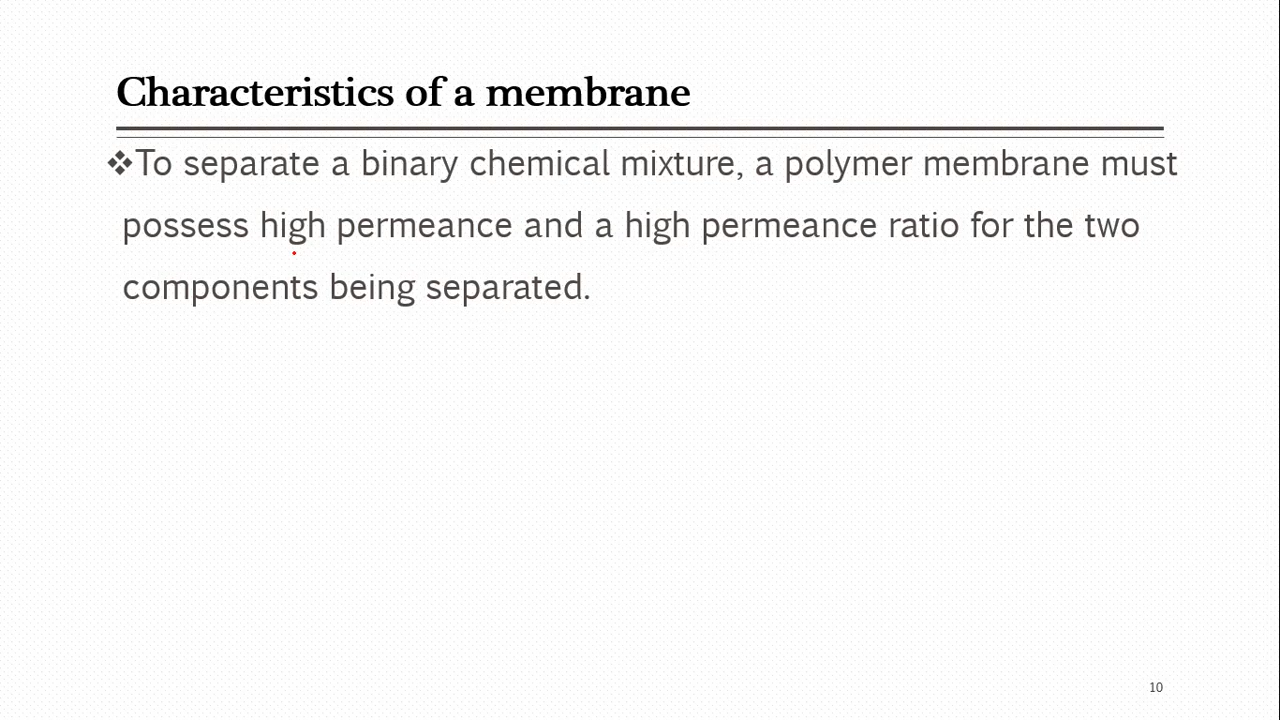 Characteristics of a membrane
❖To separate a binary chemical mixture, a polymer membrane must
possess high permeance and a high permeance ratio for the two
components being separated.
10